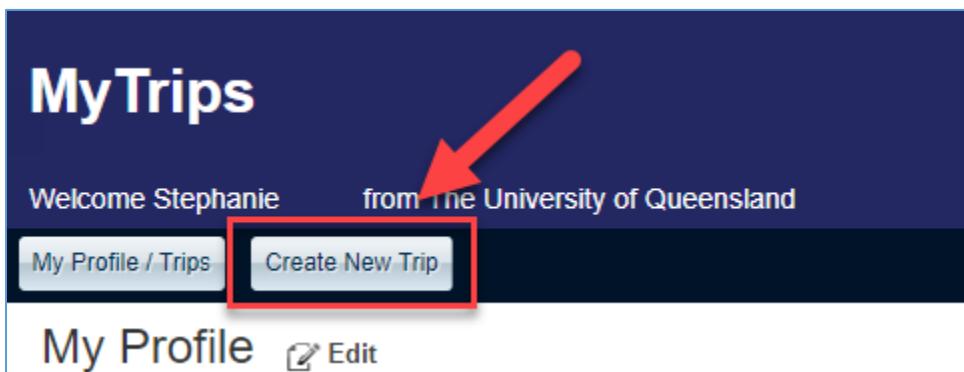 MyTrips
Welcome Stephanie from The University of Queensland
My Profile / Trips Create New Trip
My Profile Edit